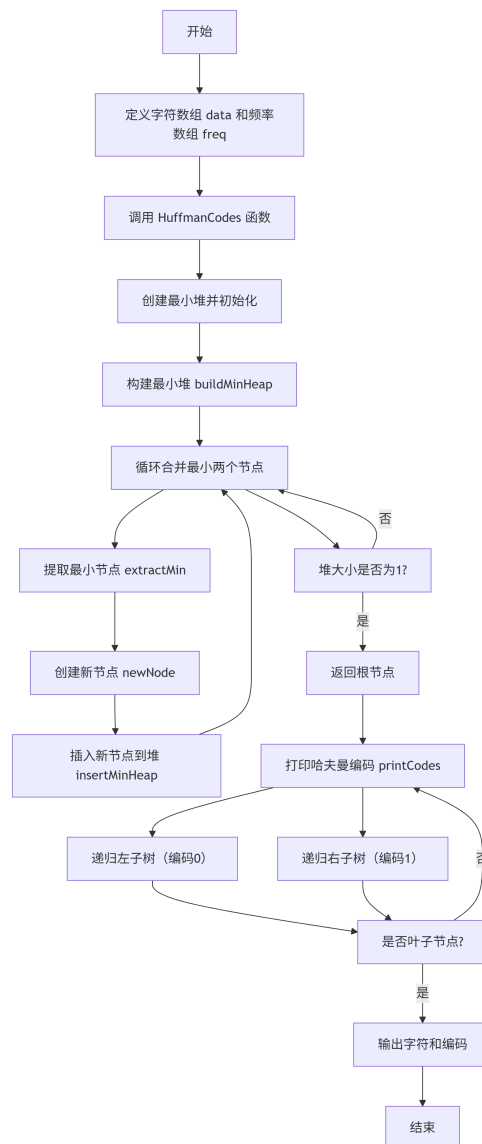 开始
定义字符数组 data 和频率
数组 freq
调用 HuffmanCodes 函数
创建最小堆并初始化
构建最小堆 buildMinHeap
循环合并最小两个节点
否
提取最小节点 extractMin
堆大小是否为1?
是
创建新节点 newNode
返回根节点
插入新节点到堆
insertMinHeap
打印哈夫曼编码 printCodes
递归左子树（编码0）
递归右子树（编码1）
否
是否叶子节点?
是
输出字符和编码
结束